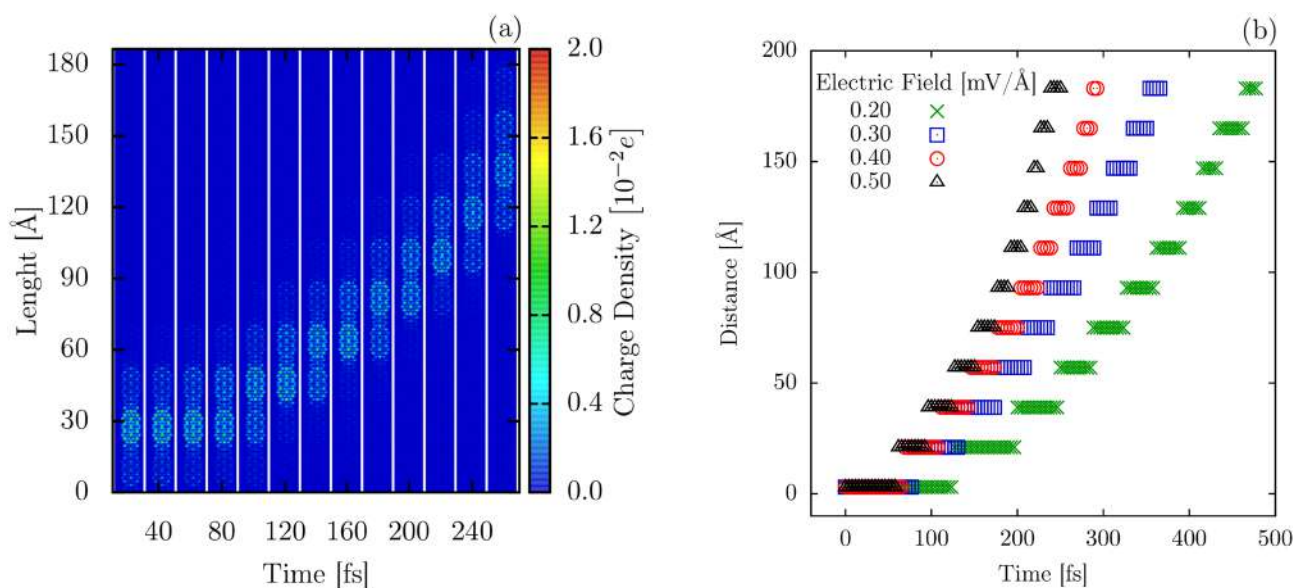 (a)
Lenght [Å]
186
150
120
90
60
30
0
40 80 120 160 200 240
Time [fs]
2.0
1.6
1.2
0.8
0.4
0.0
Charge Density [10⁻²e]
(b)
Distance [Å]
200
150
100
50
0
Electric Field [mV/Å]
0.20
0.30
0.40
0.50
0 100 200 300 400 500
Time [fs]